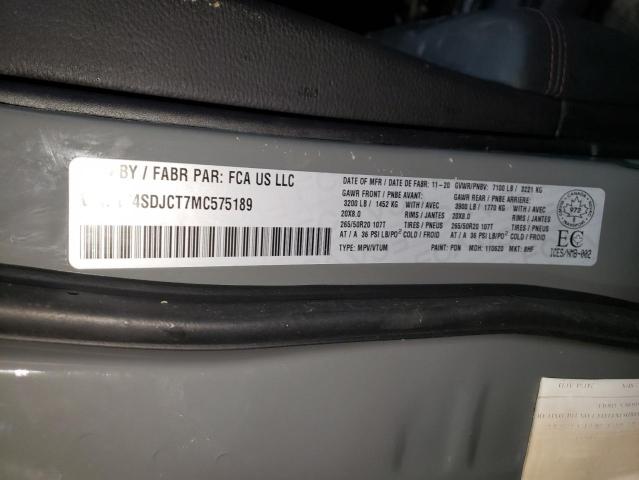 BY / FABR PAR: FCA US LLC
4SDJCT7MC575189
DATE OF MFR / DATE DE FABR: 11-20 GVWR/PNBV: 7100 LB / 3221 KG
GAWR FRONT / PNBE AVANT: GAWR REAR / PNBE ARRIERE:
3200 LB / 1452 KG WITH / AVEC 3900 LB / 1770 KG WITH / AVEC
20X8.0 RIMS / JANTES 20X8.0 RIMS / JANTES
265/50R20 107T TIRES / PNEUS 265/50R20 107T TIRES / PNEUS
AT / A 36 PSI LB/PO² COLD / FROID AT / A 36 PSI LB/PO² COLD / FROID
TYPE: MPV/VTUM PAINT: PDN MDH: 110620 MKT: 8HF
972
EC
ICES/NMB-002